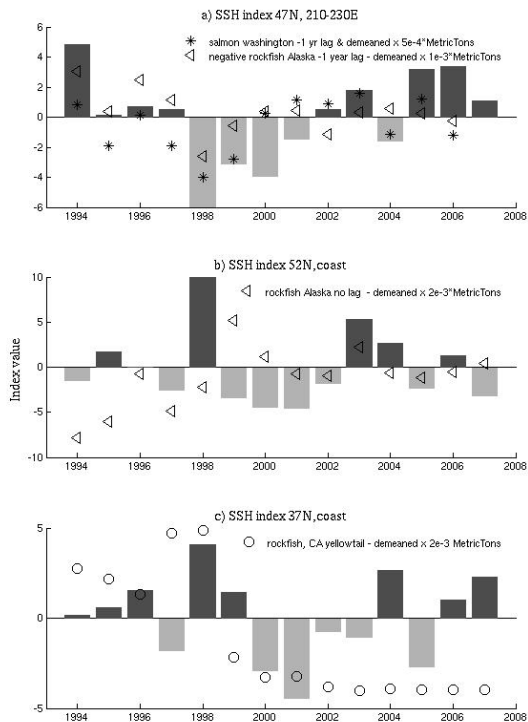 a) SSH index 47N, 210-230E
6
salmon washington -1 yr lag & demeaned x 5e-4*MetricTons
4
negative rockfish Alaska -1 year lag - demeaned x 1e-3*MetricTons
2
0
-2
-4
-6
1994 1996 1998 2000 2002 2004 2006 2008
b) SSH index 52N,coast
10
rockfish Alaska no lag - demeaned x 2e-3*MetricTons
5
Index value
0
-5
-10
1994 1996 1998 2000 2002 2004 2006 2008
c) SSH index 37N,coast
5
rockfish, CA yellowtail - demeaned x 2e-3 MetricTons
0
-5
1994 1996 1998 2000 2002 2004 2006 2008